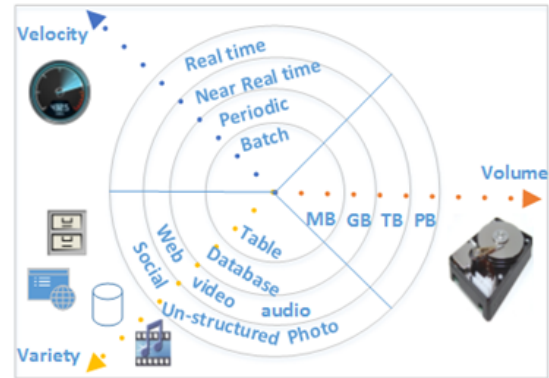 Velocity
Real time
Near Real time
Periodic
Batch
Volume
MB GB TB PB
Table
Database
Web video audio
Social Un-structured Photo
Variety